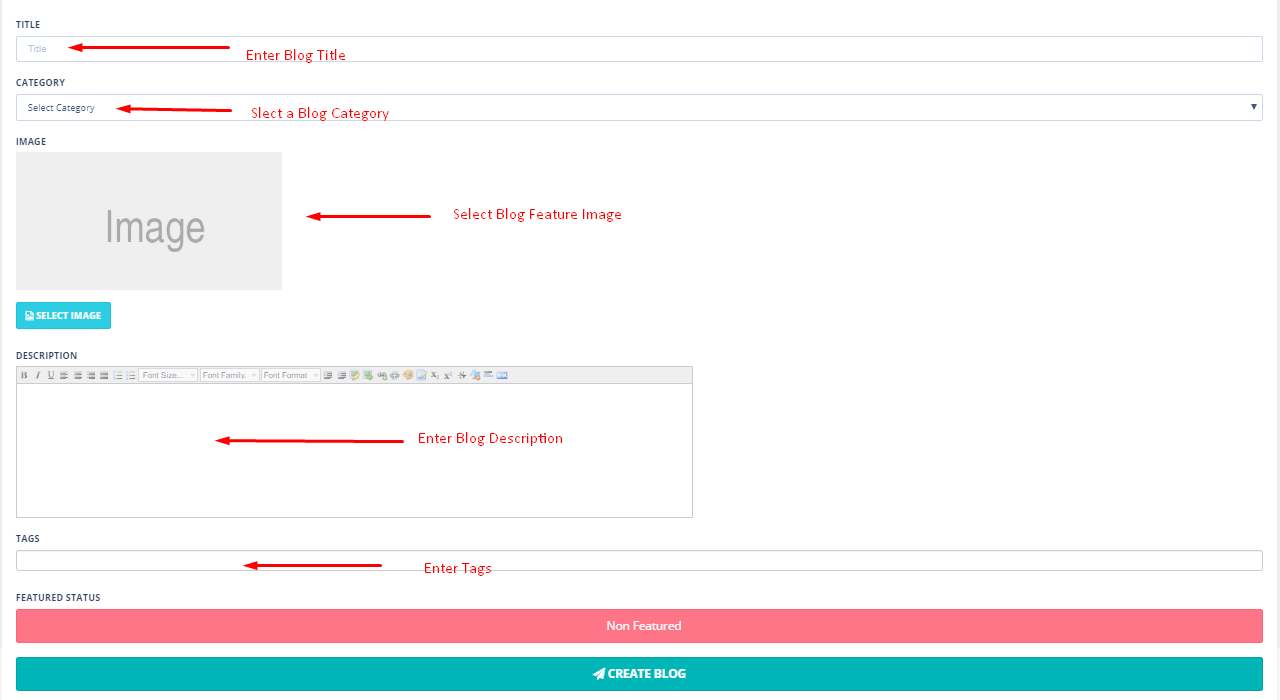 TITLE
Title
Enter Blog Title
CATEGORY
Select Category
Slect a Blog Category
IMAGE
Image
Select Blog Feature Image
SELECT IMAGE
DESCRIPTION
B I U Font Size... Font Family. Font Format X₂ X² S
Enter Blog Description
TAGS
Enter Tags
FEATURED STATUS
Non Featured
CREATE BLOG